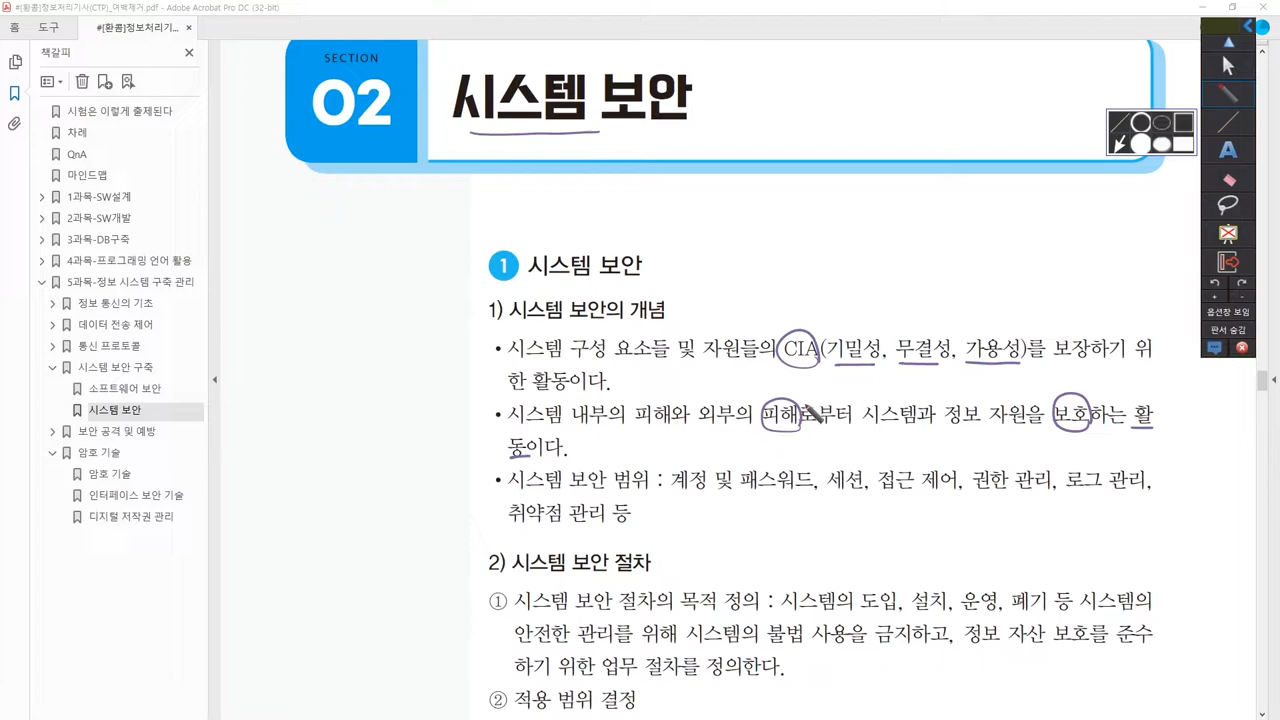 #[황콤]정보처리기사(CTP)_여백제거.pdf - Adobe Acrobat Pro DC (32-bit)
홈
도구
#[황콤]정보처리기... ×
책갈피 ×
시험은 이렇게 출제된다
차례
QnA
마인드맵
1과목-SW설계
2과목-SW개발
3과목-DB구축
4과목-프로그래밍 언어 활용
5과목-정보 시스템 구축 관리
정보 통신의 기초
데이터 전송 제어
통신 프로토콜
시스템 보안 구축
소프트웨어 보안
시스템 보안
보안 공격 및 예방
암호 기술
암호 기술
인터페이스 보안 기술
디지털 저작권 관리
SECTION
02
시스템 보안
1 시스템 보안
1) 시스템 보안의 개념
• 시스템 구성 요소들 및 자원들의 CIA(기밀성, 무결성, 가용성)를 보장하기 위
한 활동이다.
• 시스템 내부의 피해와 외부의 피해로부터 시스템과 정보 자원을 보호하는 활
동이다.
• 시스템 보안 범위 : 계정 및 패스워드, 세션, 접근 제어, 권한 관리, 로그 관리,
취약점 관리 등
2) 시스템 보안 절차
① 시스템 보안 절차의 목적 정의 : 시스템의 도입, 설치, 운영, 폐기 등 시스템의
안전한 관리를 위해 시스템의 불법 사용을 금지하고, 정보 자산 보호를 준수
하기 위한 업무 절차를 정의한다.
② 적용 범위 결정
A
옵션창 보임
판서 숨김